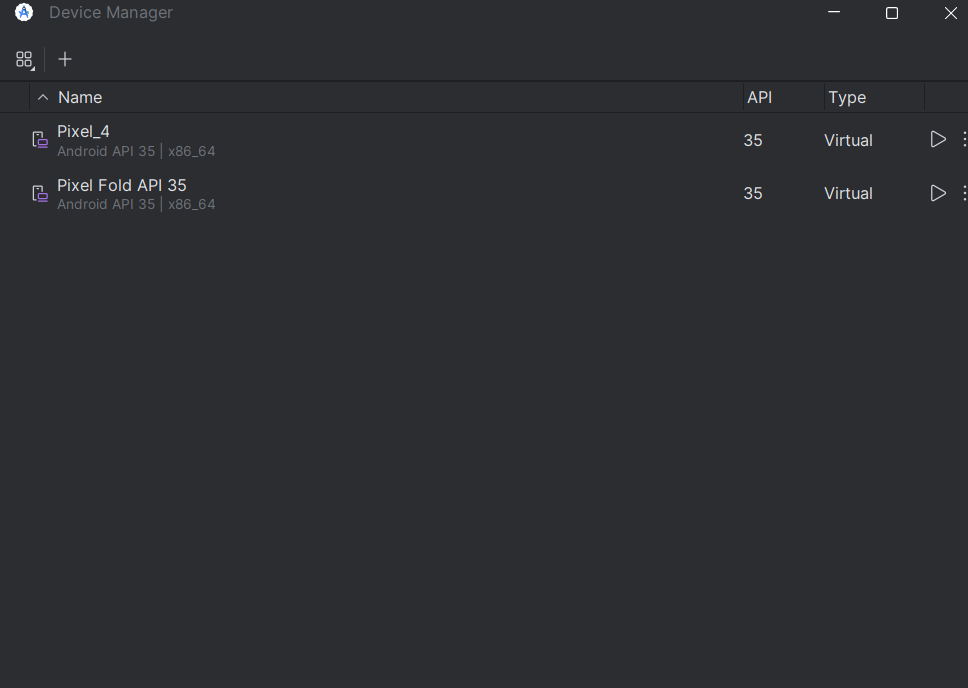 Device Manager
Name API Type
Pixel_4
Android API 35 | x86_64
35 Virtual
Pixel Fold API 35
Android API 35 | x86_64
35 Virtual